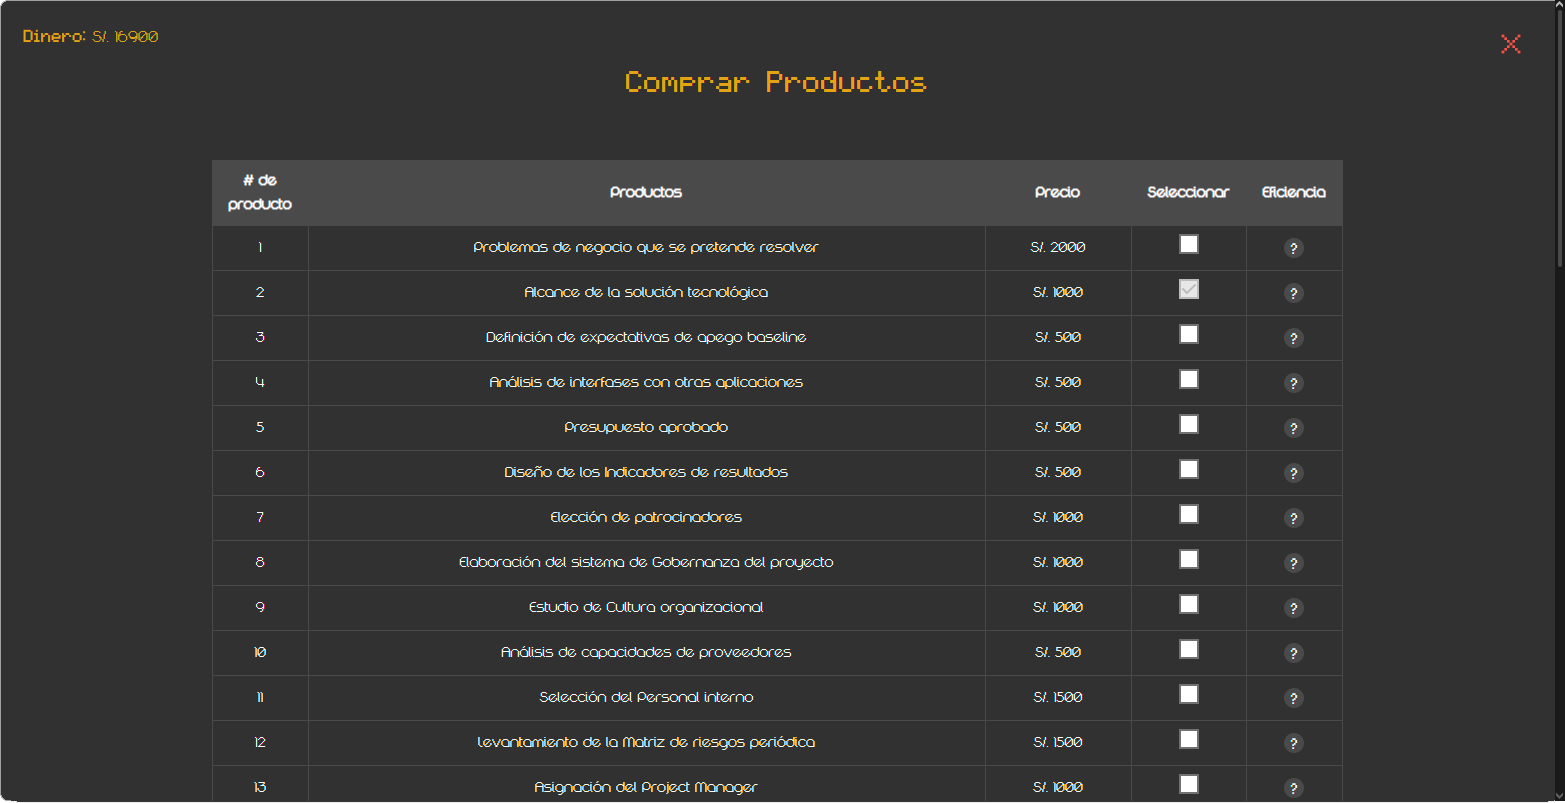 Dinero: S/. 16900
Comprar Productos
# de producto Productos Precio Seleccionar Eficiencia
1 Problemas de negocio que se pretende resolver S/. 2000 ?
2 Alcance de la solución tecnológica S/. 1000 ?
3 Definición de expectativas de apego baseline S/. 500 ?
4 Análisis de interfases con otras aplicaciones S/. 500 ?
5 Presupuesto aprobado S/. 500 ?
6 Diseño de los Indicadores de resultados S/. 500 ?
7 Elección de patrocinadores S/. 1000 ?
8 Elaboración del sistema de Gobernanza del proyecto S/. 1000 ?
9 Estudio de Cultura organizacional S/. 1000 ?
10 Análisis de capacidades de proveedores S/. 500 ?
11 Selección del Personal interno S/. 1500 ?
12 Levantamiento de la Matriz de riesgos periódica S/. 1500 ?
13 Asignación del Project Manager S/. 1000 ?